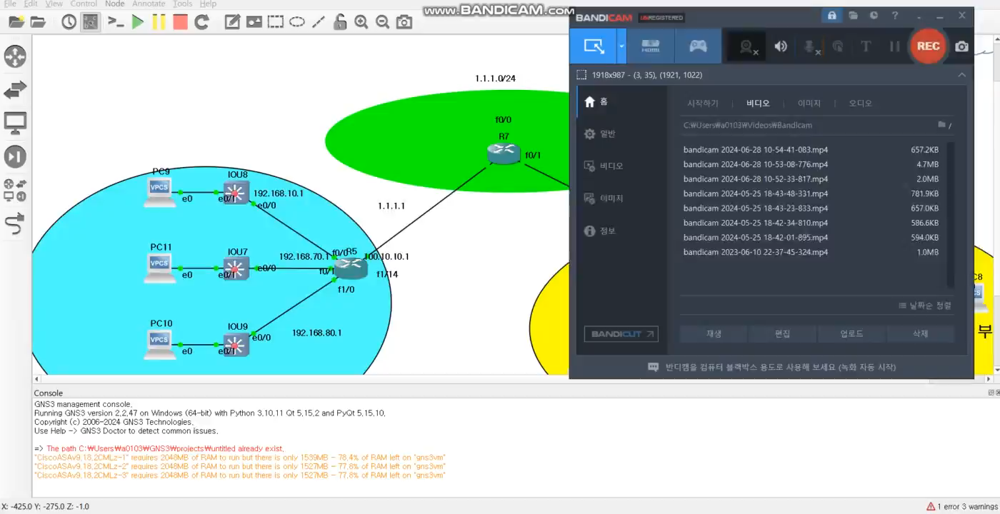 File Edit View Control Node Annotate Tools Help
www.BANDICAM.com
BANDICAM UNREGISTERED
HDMI
REC
1918x987 - (3, 35), (1921, 1022)
홈
일반
비디오
이미지
정보
BANDICUT
시작하기 비디오 이미지 오디오
C:₩Users₩a0103₩Videos₩Bandicam
bandicam 2024-06-28 10-54-41-083.mp4 657.2KB
bandicam 2024-06-28 10-53-08-776.mp4 4.7MB
bandicam 2024-06-28 10-52-33-817.mp4 2.0MB
bandicam 2024-05-25 18-43-48-331.mp4 781.9KB
bandicam 2024-05-25 18-43-23-833.mp4 657.0KB
bandicam 2024-05-25 18-42-34-810.mp4 586.6KB
bandicam 2024-05-25 18-42-01-895.mp4 594.0KB
bandicam 2023-06-10 22-37-45-324.mp4 1.0MB
날짜순 정렬
재생 편집 업로드 삭제
반디캠을 컴퓨터 블랙박스 용도로 사용해 보세요 (녹화 자동 시작)
1.1.1.0/24
f0/0
R7
f0/1
1.1.1.1
PC9
VPCS
e0
IOU8
e0/1
192.168.10.1
e0/0
PC11
VPCS
e0
IOU7
e0/1
e0/0
192.168.70.1
f0/0
R5
100.10.10.1
f0/1
f1/14
f1/0
PC10
VPCS
e0
IOU9
e0/1
e0/0
192.168.80.1
부
Console
GNS3 management console.
Running GNS3 version 2.2.47 on Windows (64-bit) with Python 3.10.11 Qt 5.15.2 and PyQt 5.15.10.
Copyright (c) 2006-2024 GNS3 Technologies.
Use Help -> GNS3 Doctor to detect common issues.
=> The path C:₩Users₩a0103₩GNS3₩projects₩untitled already exist.
"CiscoASAv9.18.2CMLz-1" requires 2048MB of RAM to run but there is only 1539MB - 78.4% of RAM left on "gns3vm"
"CiscoASAv9.18.2CMLz-2" requires 2048MB of RAM to run but there is only 1527MB - 77.8% of RAM left on "gns3vm"
"CiscoASAv9.18.2CMLz-3" requires 2048MB of RAM to run but there is only 1527MB - 77.8% of RAM left on "gns3vm"
X: -425.0 Y: -275.0 Z: -1.0
1 error 3 warnings